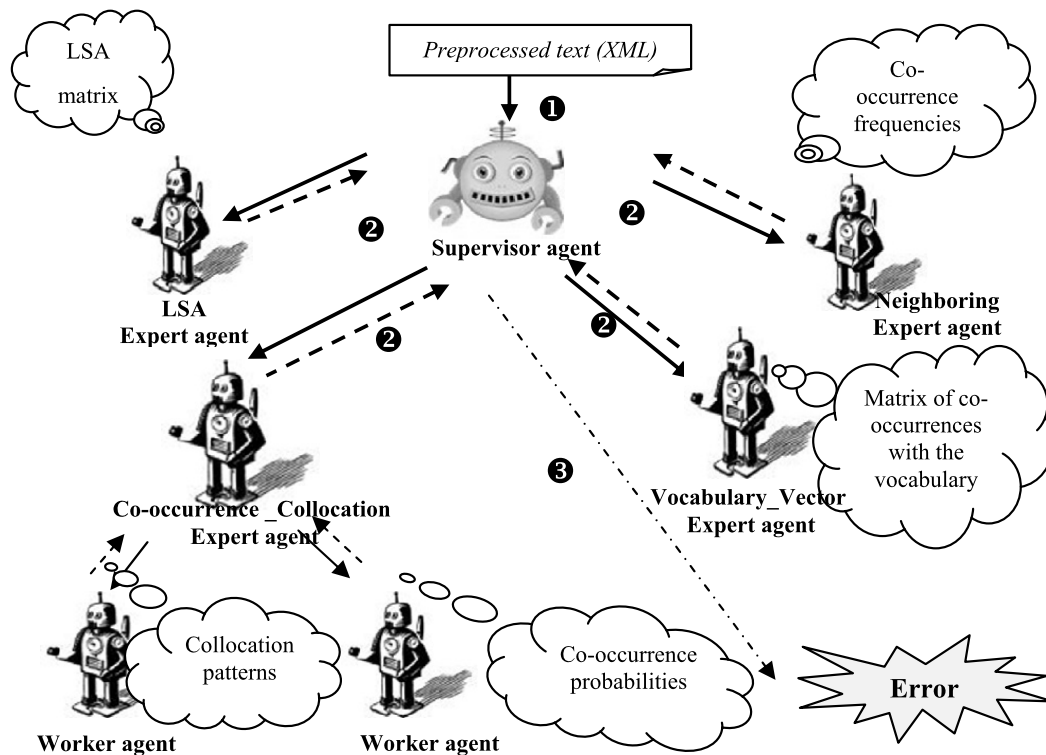 LSA
matrix
Preprocessed text (XML)
Co-
occurrence
frequencies
❶
❷
❷
Supervisor agent
LSA
Expert agent
Neighboring
Expert agent
❷
❷
Matrix of co-
occurrences
with the
vocabulary
❸
Co-occurrence _Collocation
Expert agent
Vocabulary_Vector
Expert agent
Collocation
patterns
Co-occurrence
probabilities
Error
Worker agent
Worker agent